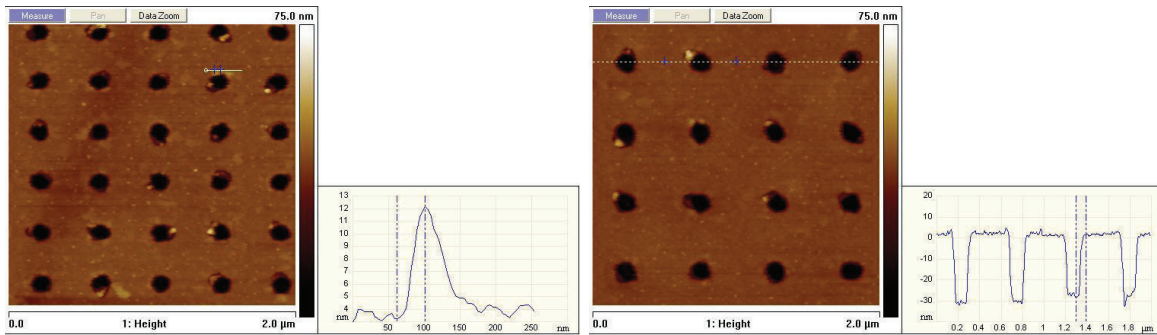 Measure Pan Data Zoom 75.0 nm
0.0 1: Height 2.0 µm
13
12
11
10
9
8
7
6
5
4
nm
50 100 150 200 250 nm
Measure Pan Data Zoom 75.0 nm
0.0 1: Height 2.0 µm
20
10
0
-10
-20
-30
nm
0.2 0.4 0.6 0.8 1.0 1.2 1.4 1.6 1.8 µm